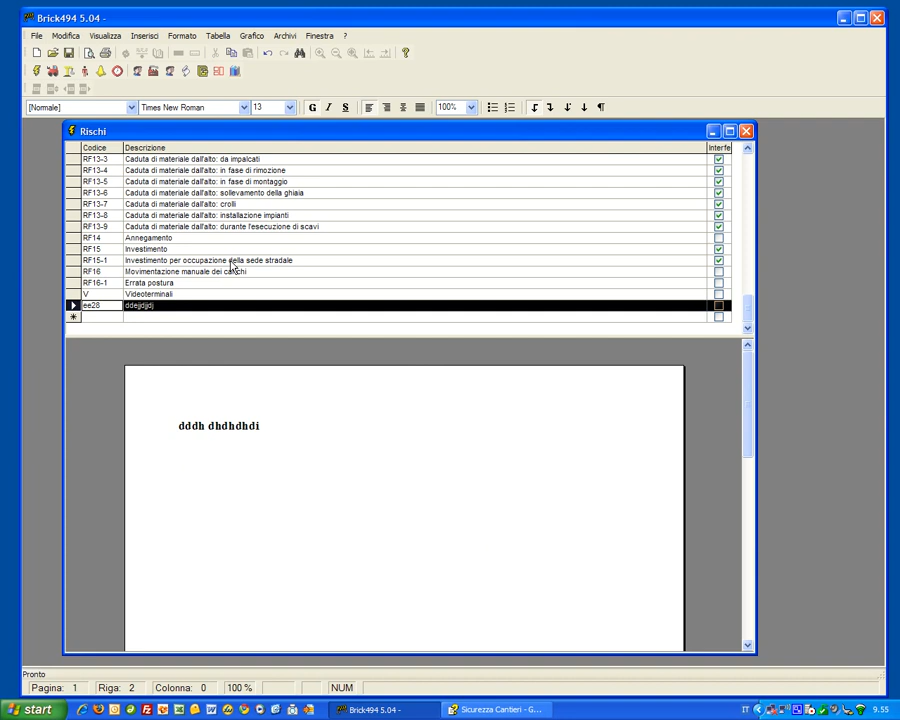 Brick494 5.04 -
File Modifica Visualizza Inserisci Formato Tabella Grafico Archivi Finestra ?
[Normale] Times New Roman 13 G I S 100%
Rischi
Codice Descrizione Interfe
RF13-3 Caduta di materiale dall'alto: da impalcati
RF13-4 Caduta di materiale dall'alto: in fase di rimozione
RF13-5 Caduta di materiale dall'alto: in fase di montaggio
RF13-6 Caduta di materiale dall'alto: sollevamento della ghiaia
RF13-7 Caduta di materiale dall'alto: crolli
RF13-8 Caduta di materiale dall'alto: installazione impianti
RF13-9 Caduta di materiale dall'alto: durante l'esecuzione di scavi
RF14 Annegamento
RF15 Investimento
RF15-1 Investimento per occupazione della sede stradale
RF16 Movimentazione manuale dei carichi
RF16-1 Errata postura
V Videoterminali
ee28 ddejjdjjdj
dddh dhdhdhdi
Pronto
Pagina: 1 Riga: 2 Colonna: 0 100 % NUM
start Brick494 5.04 - Sicurezza Cantieri - G... IT 9.55